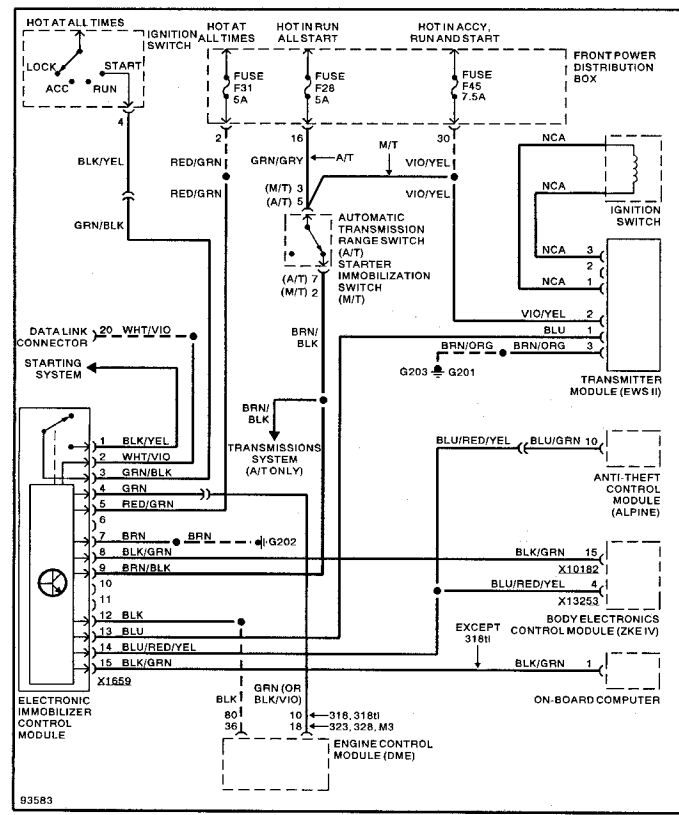 HOT AT ALL TIMES
IGNITION
SWITCH
LOCK
START
ACC
RUN
4
HOT AT
ALL TIMES
HOT IN RUN
ALL START
HOT IN ACCY,
RUN AND START
FUSE
F31
5A
FUSE
F28
5A
FUSE
F45
7.5A
FRONT POWER
DISTRIBUTION
BOX
2
16
30
BLK/YEL
GRN/BLK
RED/GRN
RED/GRN
GRN/GRY
A/T
M/T
VIO/YEL
VIO/YEL
(M/T) 3
(A/T) 5
AUTOMATIC
TRANSMISSION
RANGE SWITCH
(A/T)
STARTER
IMMOBILIZATION
SWITCH
(M/T)
(A/T) 7
(M/T) 2
NCA
NCA
IGNITION
SWITCH
NCA 3
2
NCA 1
VIO/YEL 2
BLU 1
BRN/ORG BRN/ORG 3
G203 G201
TRANSMITTER
MODULE (EWS II)
BRN/
BLK
DATA LINK
CONNECTOR
20 WHT/VIO
STARTING
SYSTEM
BRN/
BLK
TRANSMISSIONS
SYSTEM
(A/T ONLY)
BLU/RED/YEL BLU/GRN 10
ANTI-THEFT
CONTROL
MODULE
(ALPINE)
1 BLK/YEL
2 WHT/VIO
3 GRN/BLK
4 GRN
5 RED/GRN
6
7 BRN BRN G202
8 BLK/GRN
9 BRN/BLK
10
11
12 BLK
13 BLU
14 BLU/RED/YEL
15 BLK/GRN
X1659
ELECTRONIC
IMMOBILIZER
CONTROL
MODULE
BLK/GRN 15
X10182
BLU/RED/YEL 4
X13253
BODY ELECTRONICS
CONTROL MODULE (ZKE IV)
EXCEPT
318tI
BLK/GRN 1
ON-BOARD COMPUTER
BLK
80
36
GRN (OR
BLK/VIO)
10 318, 318tI
18 323, 328, M3
ENGINE CONTROL
MODULE (DME)
93583